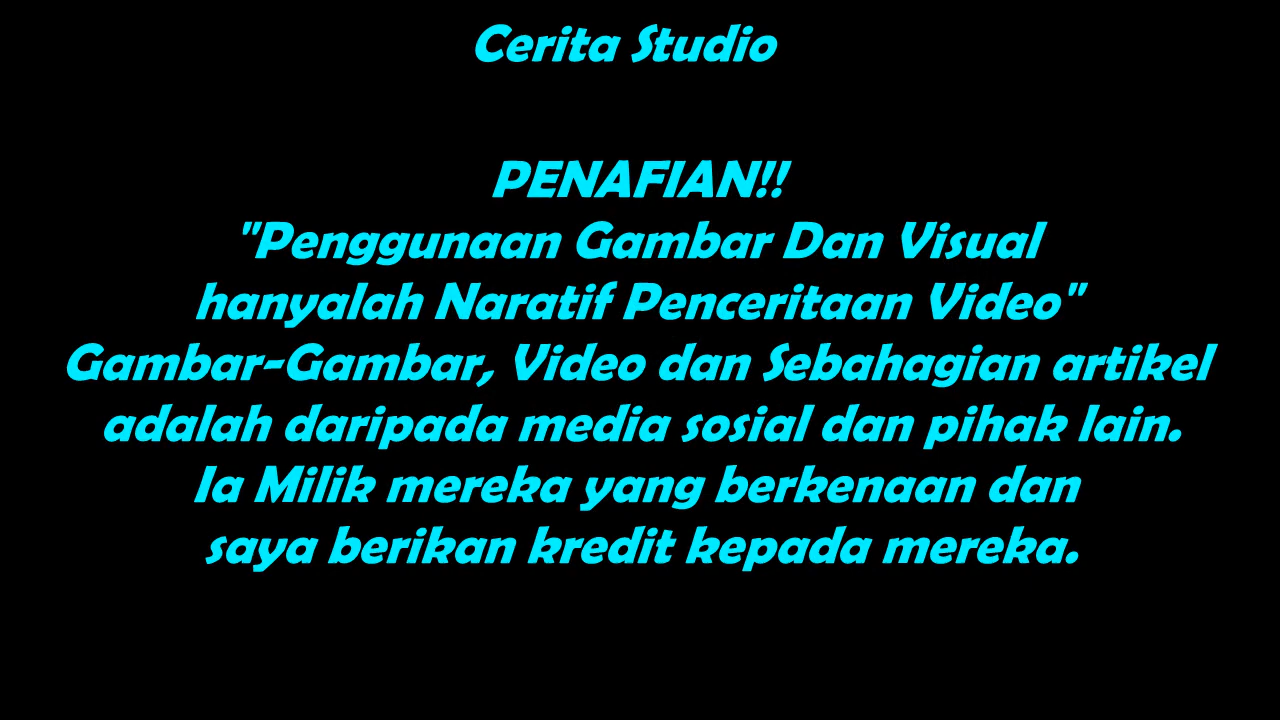 Cerita Studio
PENAFIAN!!
"Penggunaan Gambar Dan Visual
hanyalah Naratif Penceritaan Video"
Gambar-Gambar, Video dan Sebahagian artikel
adalah daripada media sosial dan pihak lain.
Ia Milik mereka yang berkenaan dan
saya berikan kredit kepada mereka.